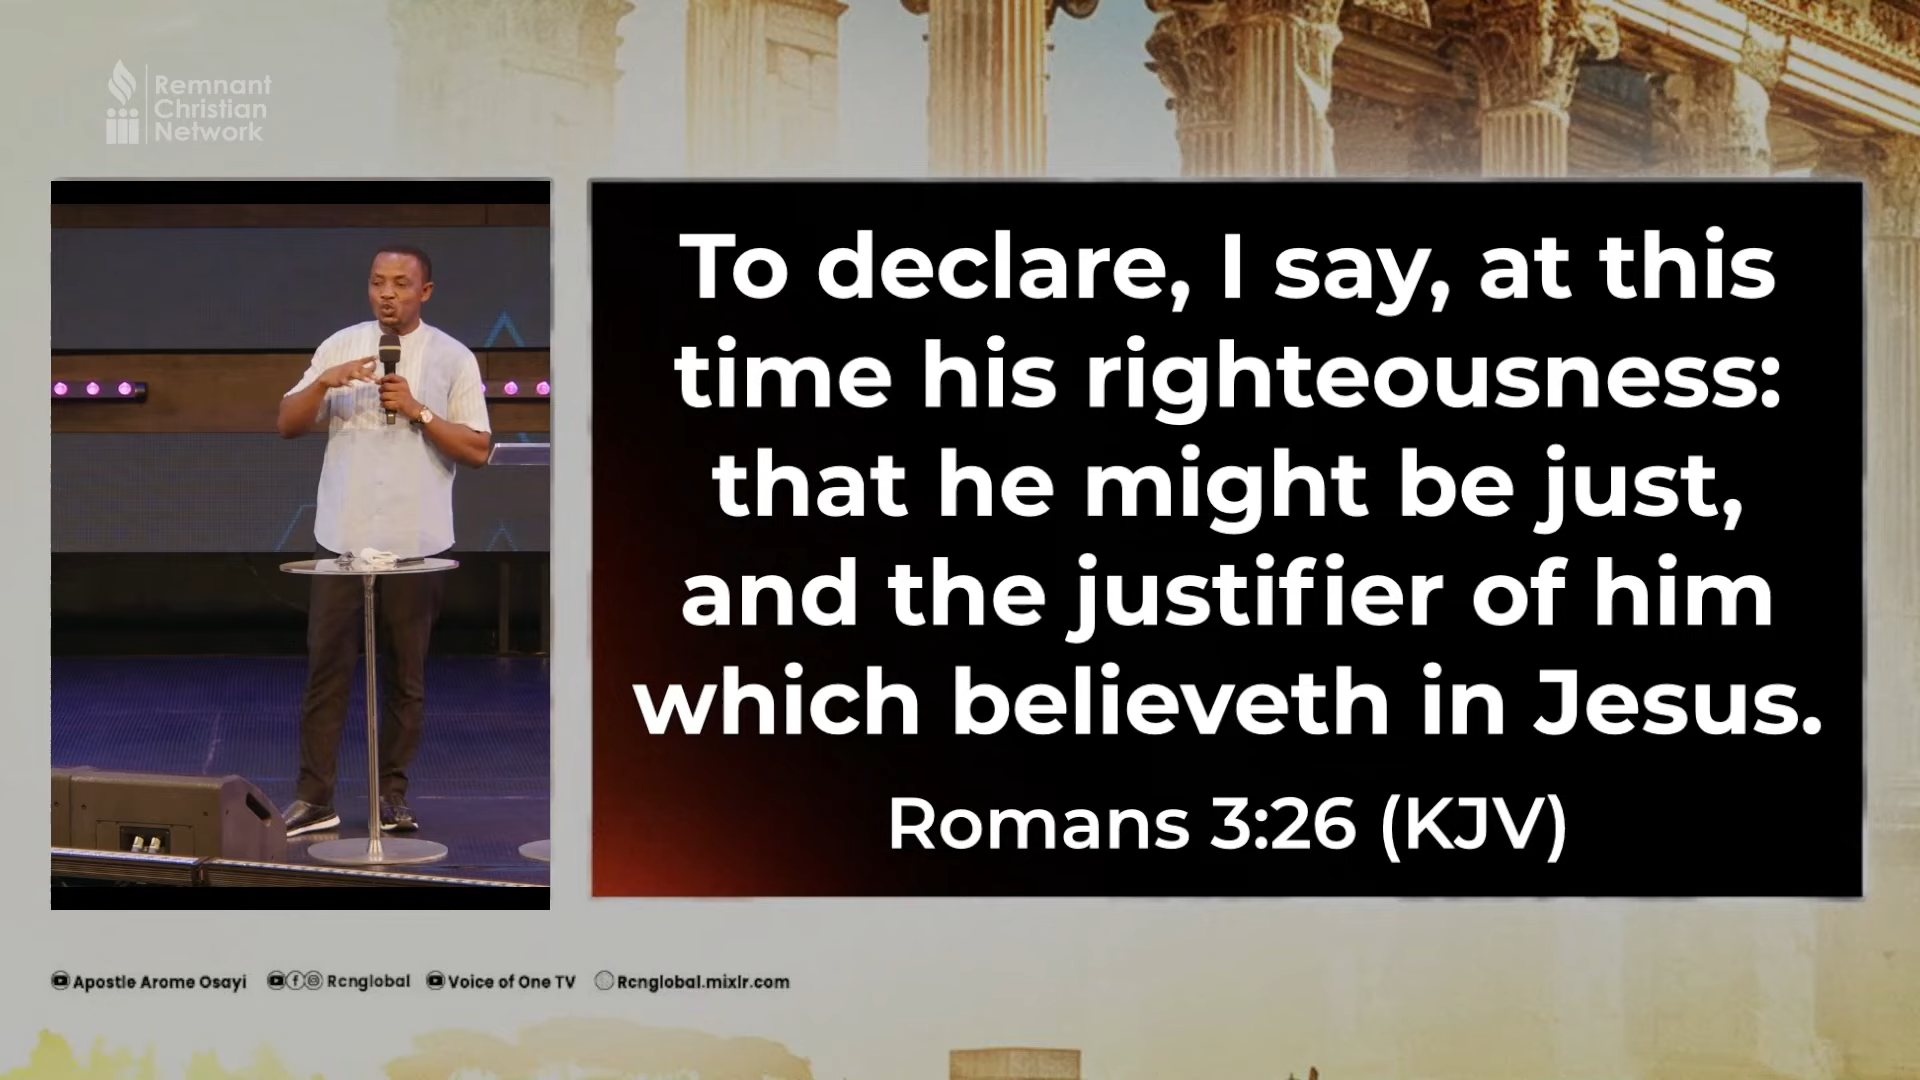 Remnant
Christian
Network
To declare, I say, at this
time his righteousness:
that he might be just,
and the justifier of him
which believeth in Jesus.
Romans 3:26 (KJV)
Apostle Arome Osayi Rcnglobal Voice of One TV Rcnglobal.mixlr.com